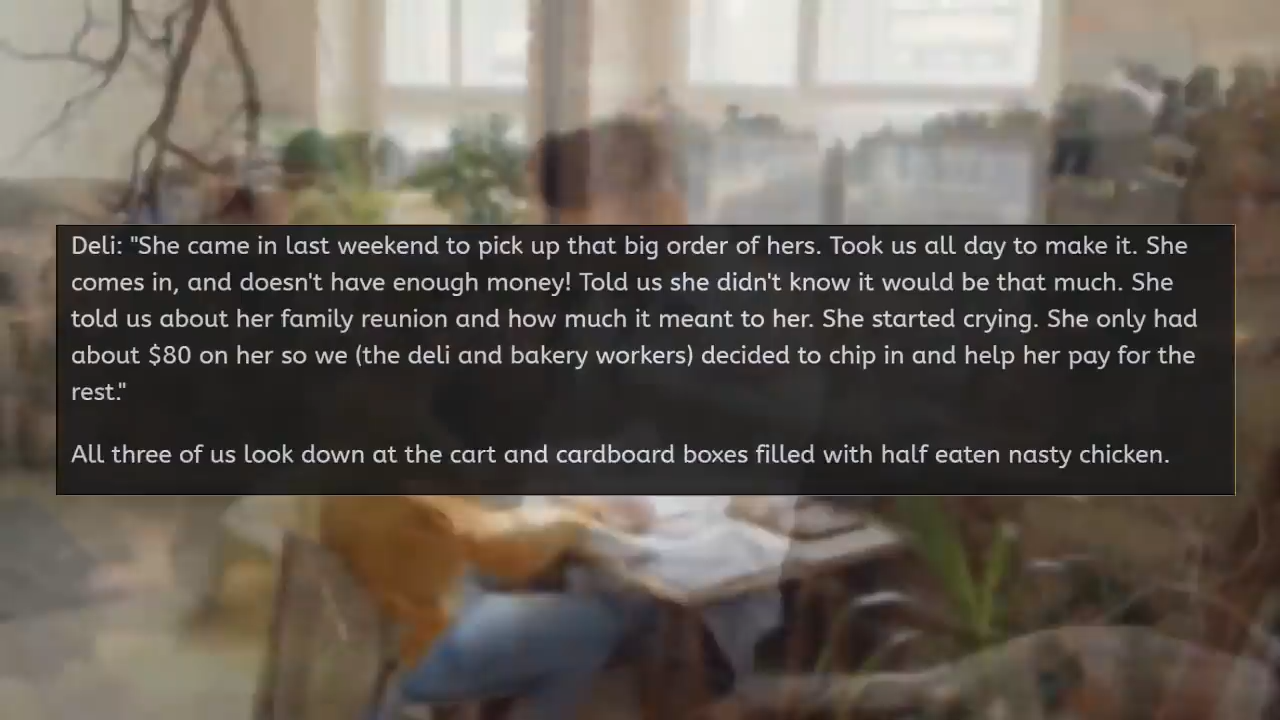 Deli: "She came in last weekend to pick up that big order of hers. Took us all day to make it. She
comes in, and doesn't have enough money! Told us she didn't know it would be that much. She
told us about her family reunion and how much it meant to her. She started crying. She only had
about $80 on her so we (the deli and bakery workers) decided to chip in and help her pay for the
rest."
All three of us look down at the cart and cardboard boxes filled with half eaten nasty chicken.